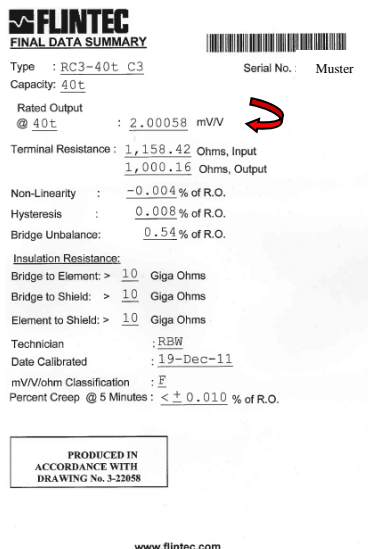 FLINTEC
FINAL DATA SUMMARY
Type : RC3-40t C3
Serial No. : Muster
Capacity: 40t
Rated Output
@ 40t : 2.00058 mV/V
Terminal Resistance : 1,158.42 Ohms, Input
1,000.16 Ohms, Output
Non-Linearity : -0.004 % of R.O.
Hysteresis : 0.008 % of R.O.
Bridge Unbalance: 0.54 % of R.O.
Insulation Resistance:
Bridge to Element: > 10 Giga Ohms
Bridge to Shield: > 10 Giga Ohms
Element to Shield: > 10 Giga Ohms
Technician : RBW
Date Calibrated : 19-Dec-11
mV/V/ohm Classification : F
Percent Creep @ 5 Minutes : < ± 0.010 % of R.O.
PRODUCED IN
ACCORDANCE WITH
DRAWING No. 3-22058
www.flintec.com